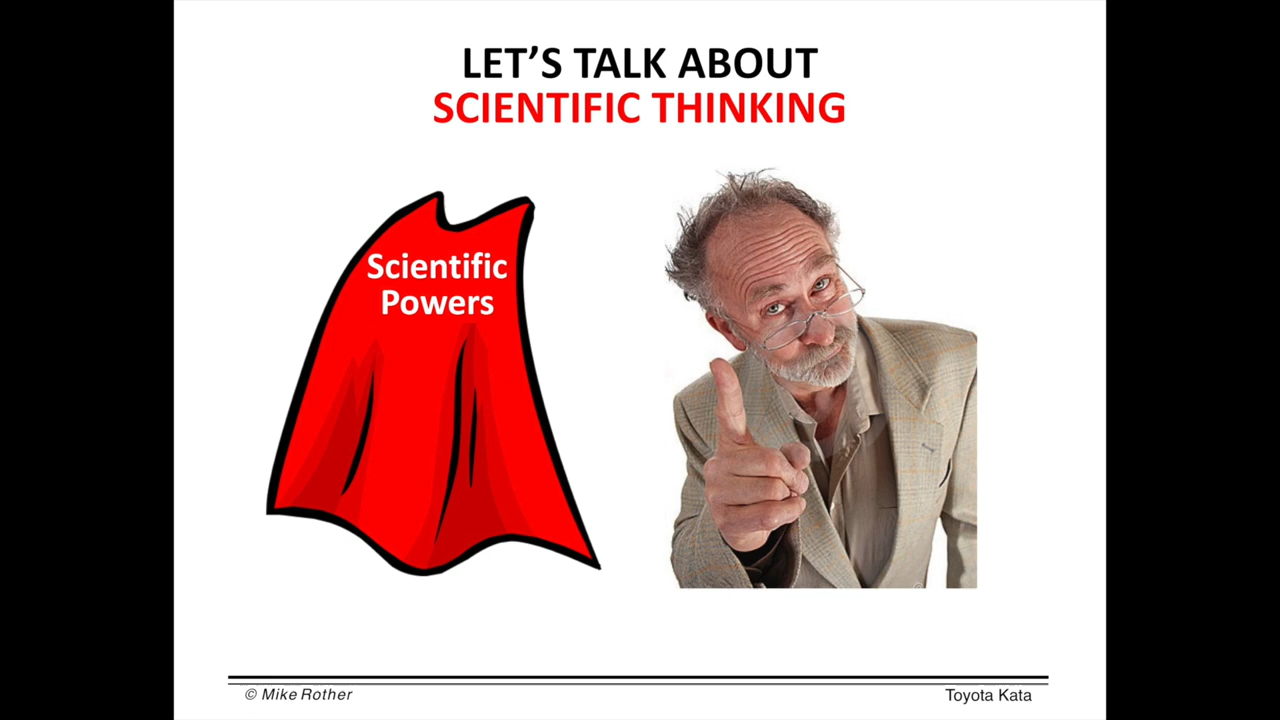 LET’S TALK ABOUT
SCIENTIFIC THINKING
Scientific
Powers
© Mike Rother
Toyota Kata